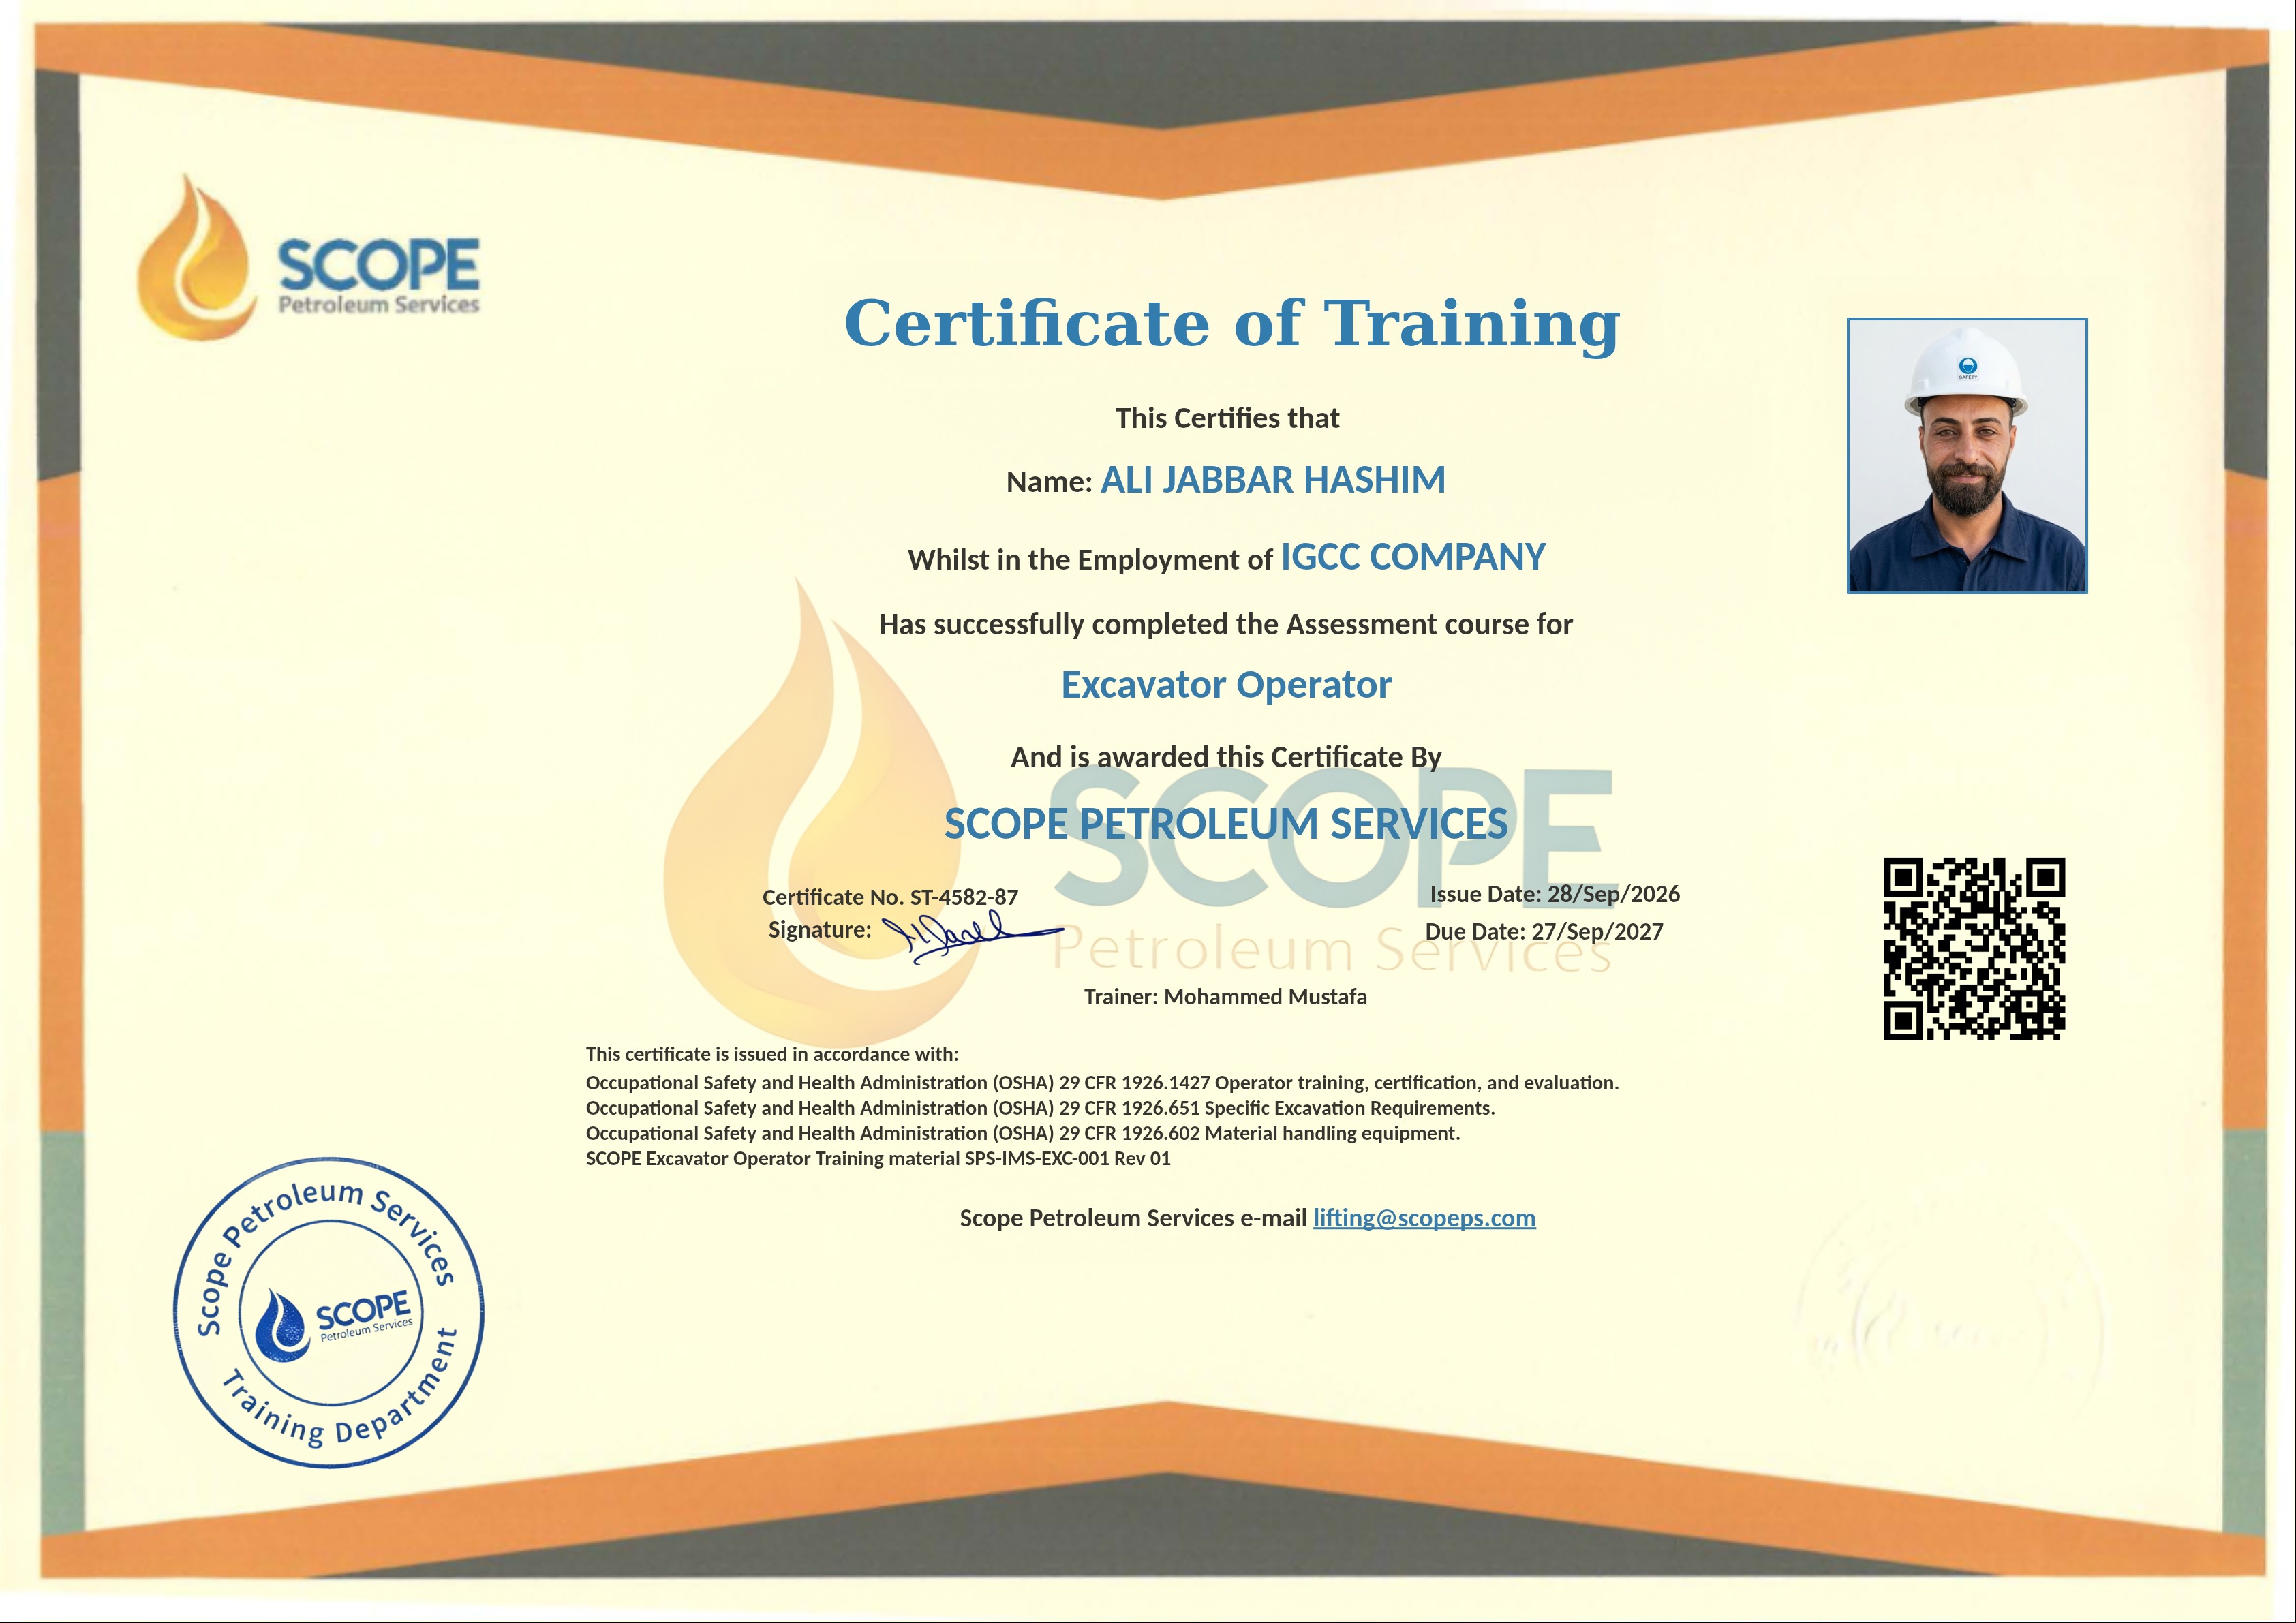 SCOPE
Petroleum Services
Certificate of Training
SAFETY
This Certifies that
Name: ALI JABBAR HASHIM
Whilst in the Employment of IGCC COMPANY
Has successfully completed the Assessment course for
Excavator Operator
And is awarded this Certificate By
SCOPE PETROLEUM SERVICES
SCOPE
Petroleum Services
Certificate No. ST-4582-87
Issue Date: 28/Sep/2026
Signature:
Due Date: 27/Sep/2027
Trainer: Mohammed Mustafa
This certificate is issued in accordance with:
Occupational Safety and Health Administration (OSHA) 29 CFR 1926.1427 Operator training, certification, and evaluation.
Occupational Safety and Health Administration (OSHA) 29 CFR 1926.651 Specific Excavation Requirements.
Occupational Safety and Health Administration (OSHA) 29 CFR 1926.602 Material handling equipment.
SCOPE Excavator Operator Training material SPS-IMS-EXC-001 Rev 01
Scope Petroleum Services e-mail lifting@scopeps.com
Scope Petroleum Services
SCOPE
Petroleum Services
Training Department